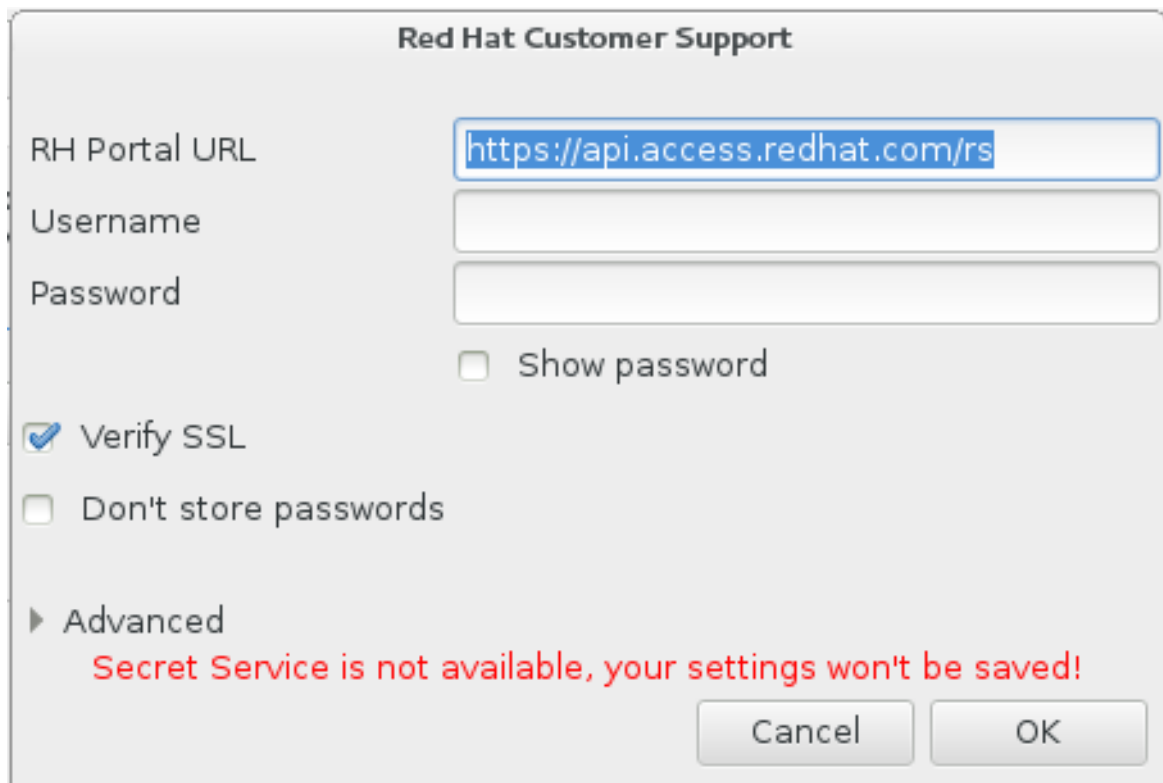 Red Hat Customer Support
RH Portal URL
https://api.access.redhat.com/rs
Username
Password
Show password
Verify SSL
Don't store passwords
Advanced
Secret Service is not available, your settings won't be saved!
Cancel OK